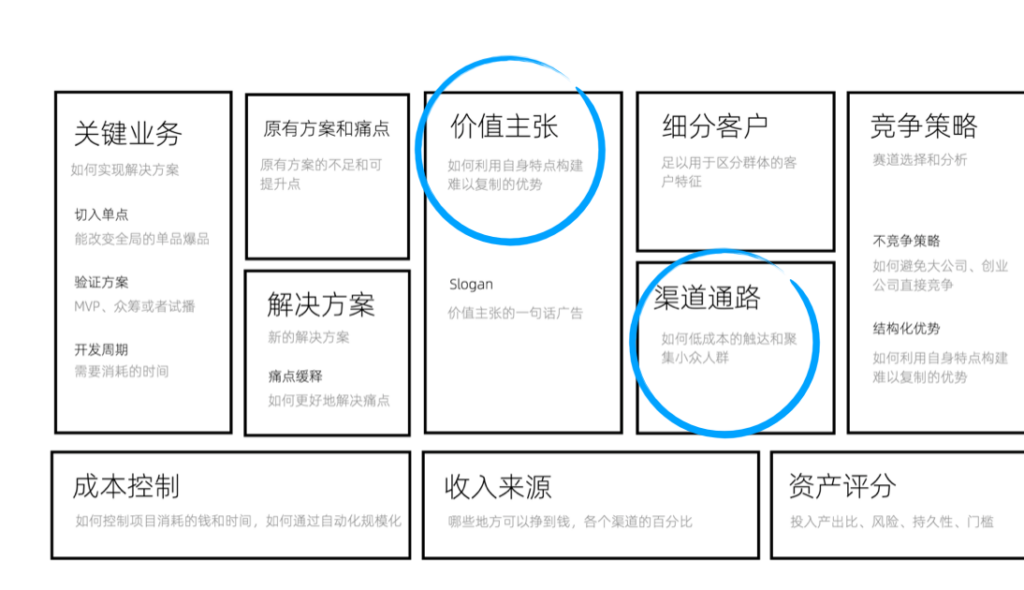 关键业务
如何实现解决方案
切入单点
能改变全局的单品爆品
验证方案
MVP、众筹或者试播
开发周期
需要消耗的时间
原有方案和痛点
原有方案的不足和可
提升点
解决方案
新的解决方案
痛点缓释
如何更好地解决痛点
价值主张
如何利用自身特点构建
难以复制的优势
Slogan
价值主张的一句话广告
细分客户
足以用于区分群体的客
户特征
渠道通路
如何低成本的触达和聚
集小众人群
竞争策略
赛道选择和分析
不竞争策略
如何避免大公司、创业
公司直接竞争
结构化优势
如何利用自身特点构建
难以复制的优势
成本控制
如何控制项目消耗的钱和时间，如何通过自动化规模化
收入来源
哪些地方可以挣到钱，各个渠道的百分比
资产评分
投入产出比、风险、持久性、门槛